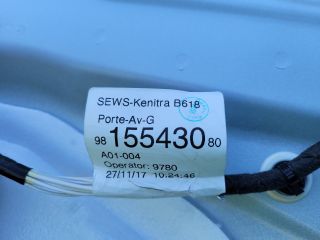 SEWS-Kenitra B618
Porte-Av-G
98 155430 80
A01-004
Operator: 9780
27/11/17 10:24:46